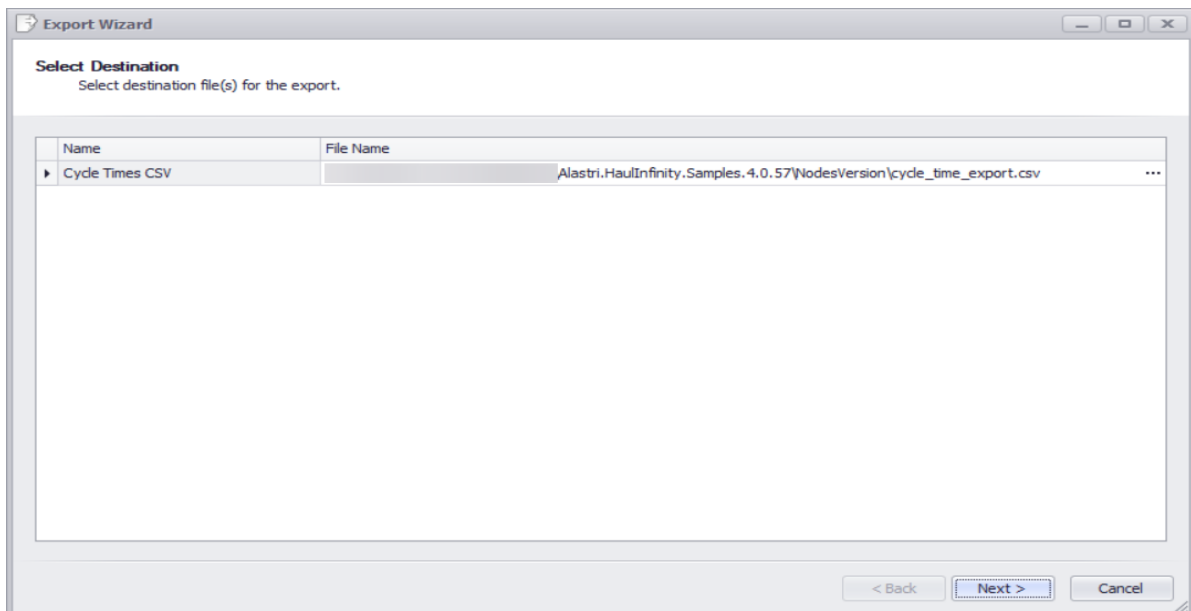 Export Wizard
Select Destination
Select destination file(s) for the export.
Name File Name
Cycle Times CSV Alastri.HaulInfinity.Samples.4.0.57\NodesVersion\cycle_time_export.csv ...
< Back Next > Cancel